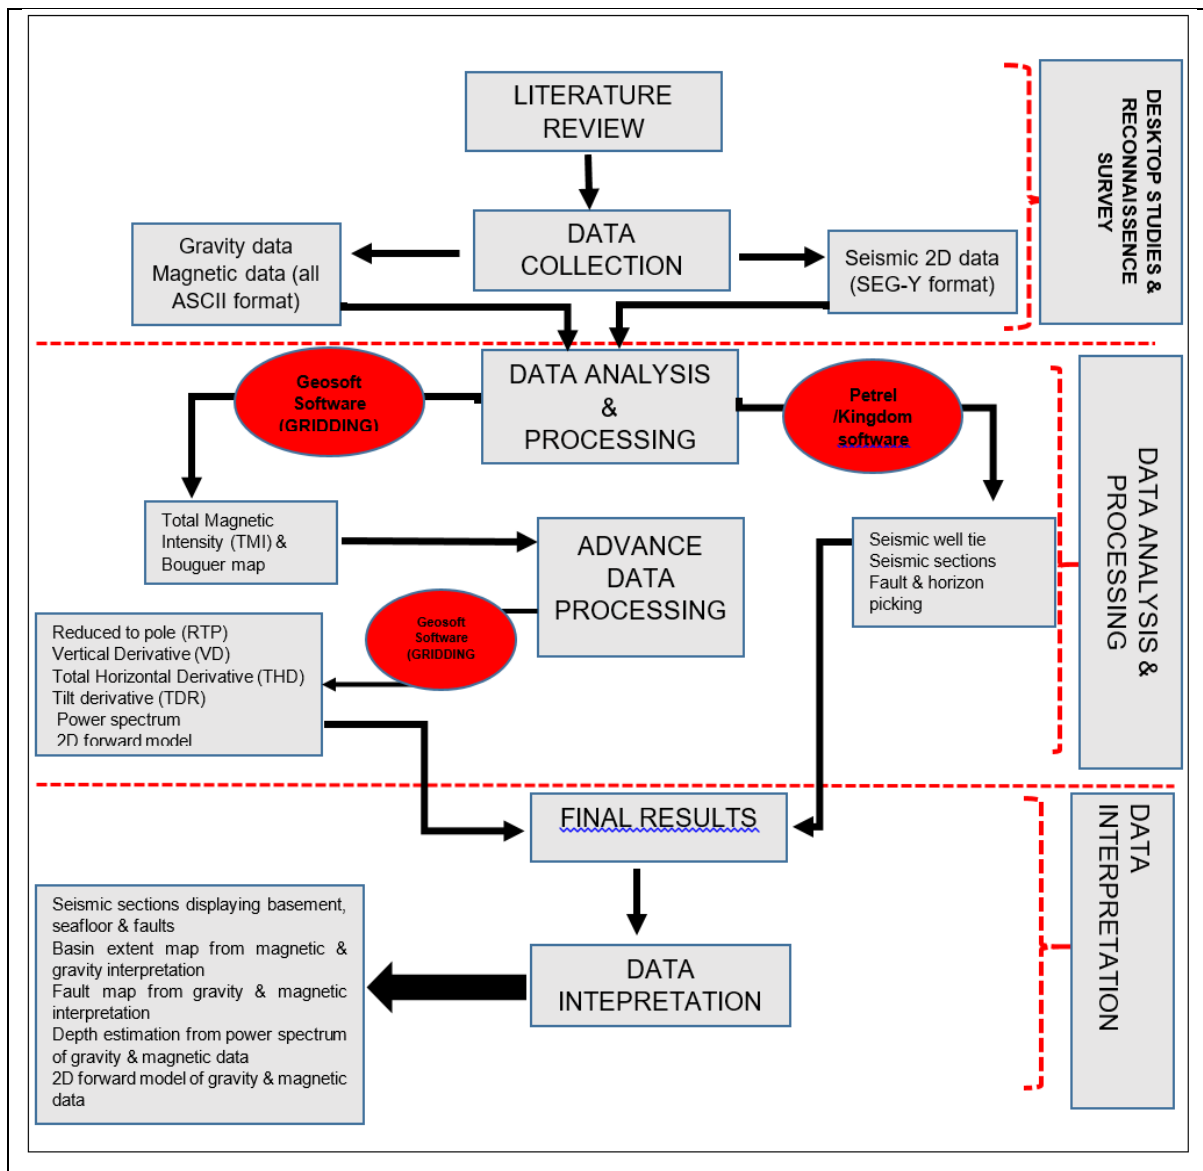 LITERATURE
REVIEW
DESKTOP STUDIES &
RECONNAISSENCE
SURVEY
DATA
COLLECTION
Gravity data
Magnetic data (all
ASCII format)
Seismic 2D data
(SEG-Y format)
DATA ANALYSIS
&
PROCESSING
Geosoft
Software
(GRIDDING)
Petrel
/Kingdom
software
DATA ANALYSIS &
PROCESSING
Total Magnetic
Intensity (TMI) &
Bouguer map
ADVANCE
DATA
PROCESSING
Seismic well tie
Seismic sections
Fault & horizon
picking
Geosoft
Software
(GRIDDING
Reduced to pole (RTP)
Vertical Derivative (VD)
Total Horizontal Derivative (THD)
Tilt derivative (TDR)
Power spectrum
2D forward model
FINAL RESULTS
DATA
INTERPRETATION
DATA
INTEPRETATION
Seismic sections displaying basement,
seafloor & faults
Basin extent map from magnetic &
gravity interpretation
Fault map from gravity & magnetic
interpretation
Depth estimation from power spectrum
of gravity & magnetic data
2D forward model of gravity & magnetic
data